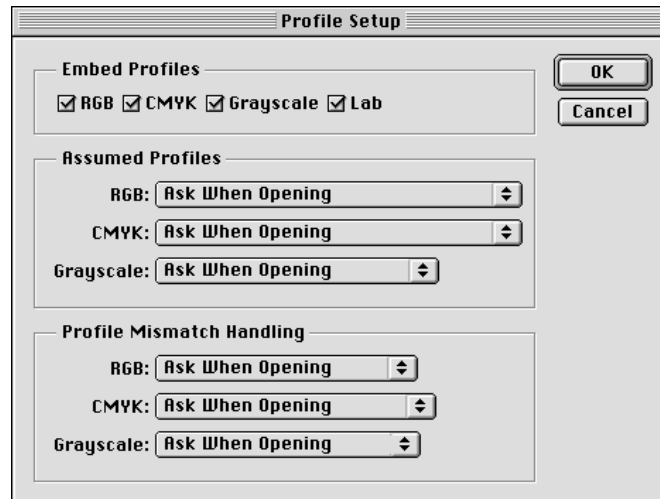 Profile Setup
Embed Profiles
RGB CMYK Grayscale Lab
OK
Cancel
Assumed Profiles
RGB: Ask When Opening
CMYK: Ask When Opening
Grayscale: Ask When Opening
Profile Mismatch Handling
RGB: Ask When Opening
CMYK: Ask When Opening
Grayscale: Ask When Opening